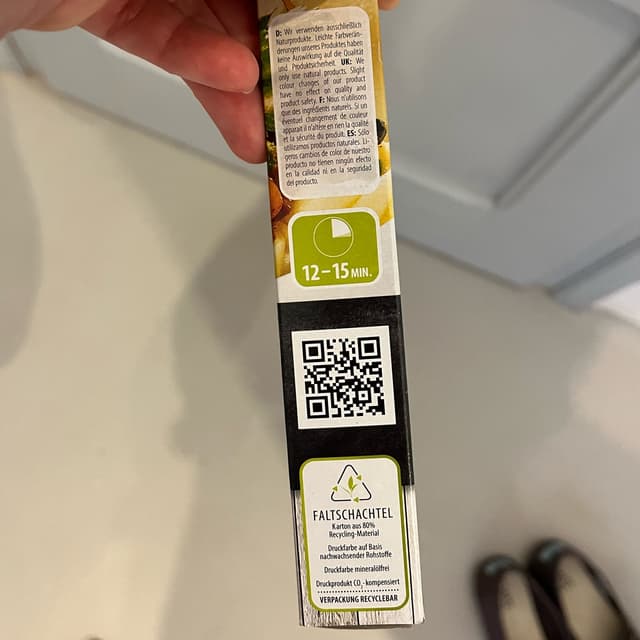 D: Wir verwenden ausschließlich
Naturprodukte. Leichte Farbverän-
derungen unseres Produktes haben
keine Auswirkung auf die Qualität
und Produktsicherheit. UK: We
only use natural products. Slight
colour changes of our product
have no effect on quality and
product safety. F: Nous n'utilisons
que des ingrédients naturels. Si un
éventuel changement de couleur
apparait il n'altère en rien la qualité
et la sécurité du produit. ES: Sólo
utilizamos productos naturales. Li-
geros cambios de color de nuestro
producto no tienen ningún efecto
en la calidad ni en la seguridad
del producto.
12–15 MIN.
FALTSCHACHTEL
Karton aus 80%
Recycling-Material
Druckfarbe auf Basis
nachwachsender Rohstoffe
Druckfarbe mineralölfrei
Druckprodukt CO₂-kompensiert
VERPACKUNG RECYCLEBAR